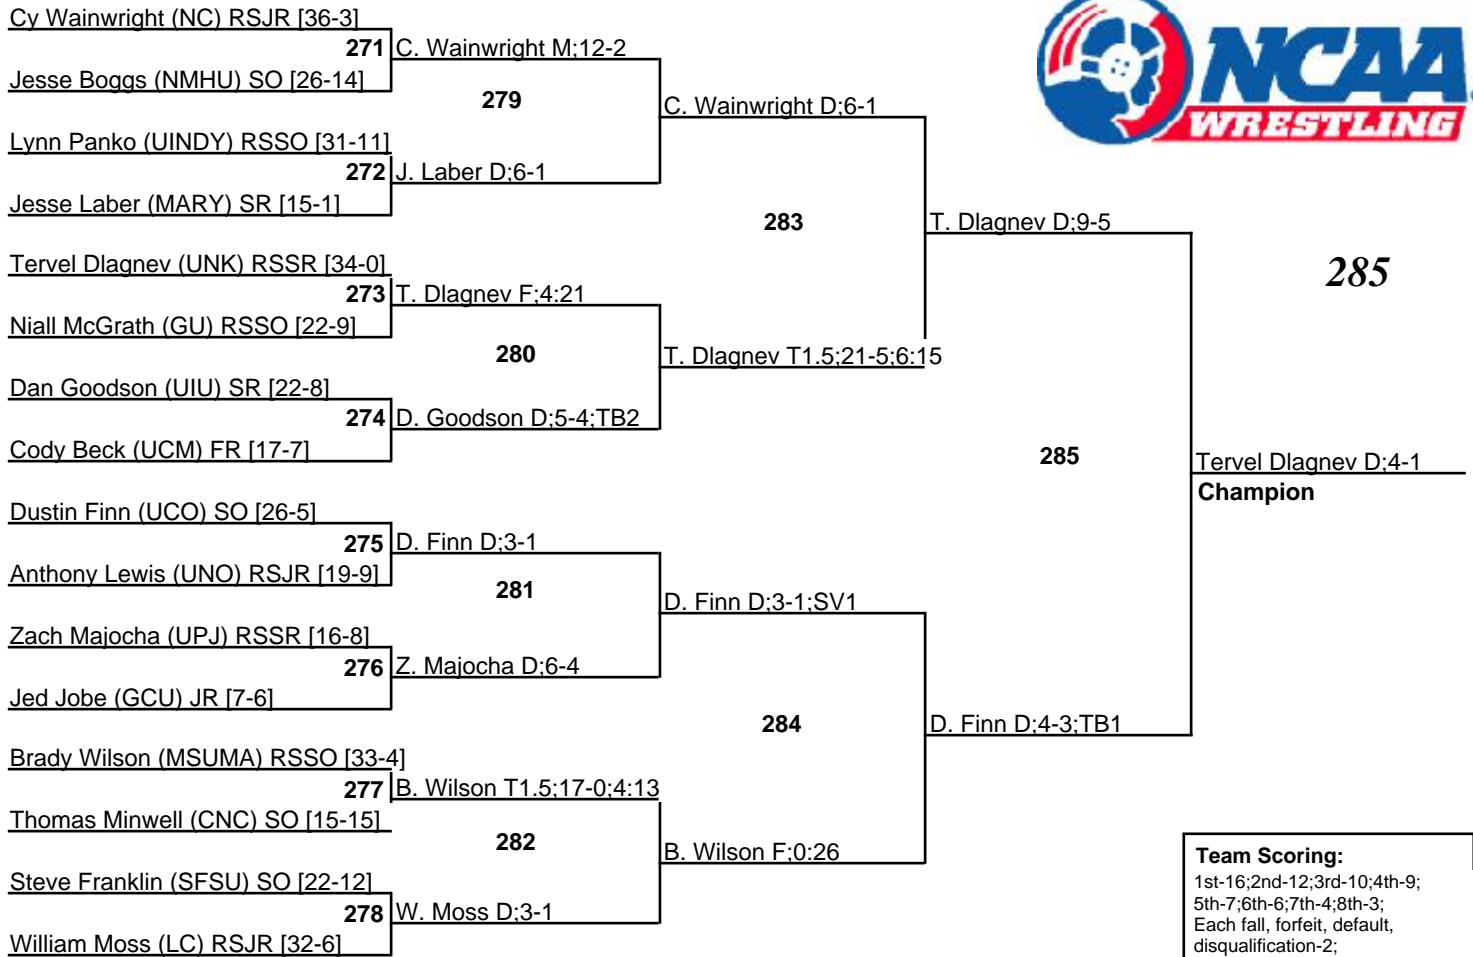 Cy Wainwright (NC) RSJR [36-3]
271 C. Wainwright M;12-2
Jesse Boggs (NMHU) SO [26-14]
279
C. Wainwright D;6-1
Lynn Panko (UINDY) RSSO [31-11]
272 J. Laber D;6-1
Jesse Laber (MARY) SR [15-1]
283
T. Dlagnev D;9-5
Tervel Dlagnev (UNK) RSSR [34-0]
273 T. Dlagnev F;4:21
Niall McGrath (GU) RSSO [22-9]
280
T. Dlagnev T1.5;21-5;6:15
Dan Goodson (UIU) SR [22-8]
274 D. Goodson D;5-4;TB2
Cody Beck (UCM) FR [17-7]
285
Tervel Dlagnev D;4-1
Champion
Dustin Finn (UCO) SO [26-5]
275 D. Finn D;3-1
Anthony Lewis (UNO) RSJR [19-9]
281
D. Finn D;3-1;SV1
Zach Majocha (UPJ) RSSR [16-8]
276 Z. Majocha D;6-4
Jed Jobe (GCU) JR [7-6]
284
D. Finn D;4-3;TB1
Brady Wilson (MSUMA) RSSO [33-4]
277 B. Wilson T1.5;17-0;4:13
Thomas Minwell (CNC) SO [15-15]
282
B. Wilson F;0:26
Steve Franklin (SFSU) SO [22-12]
278 W. Moss D;3-1
William Moss (LC) RSJR [32-6]
NCAA
WRESTLING
285
Team Scoring:
1st-16;2nd-12;3rd-10;4th-9;
5th-7;6th-6;7th-4;8th-3;
Each fall, forfeit, default,
disqualification-2;